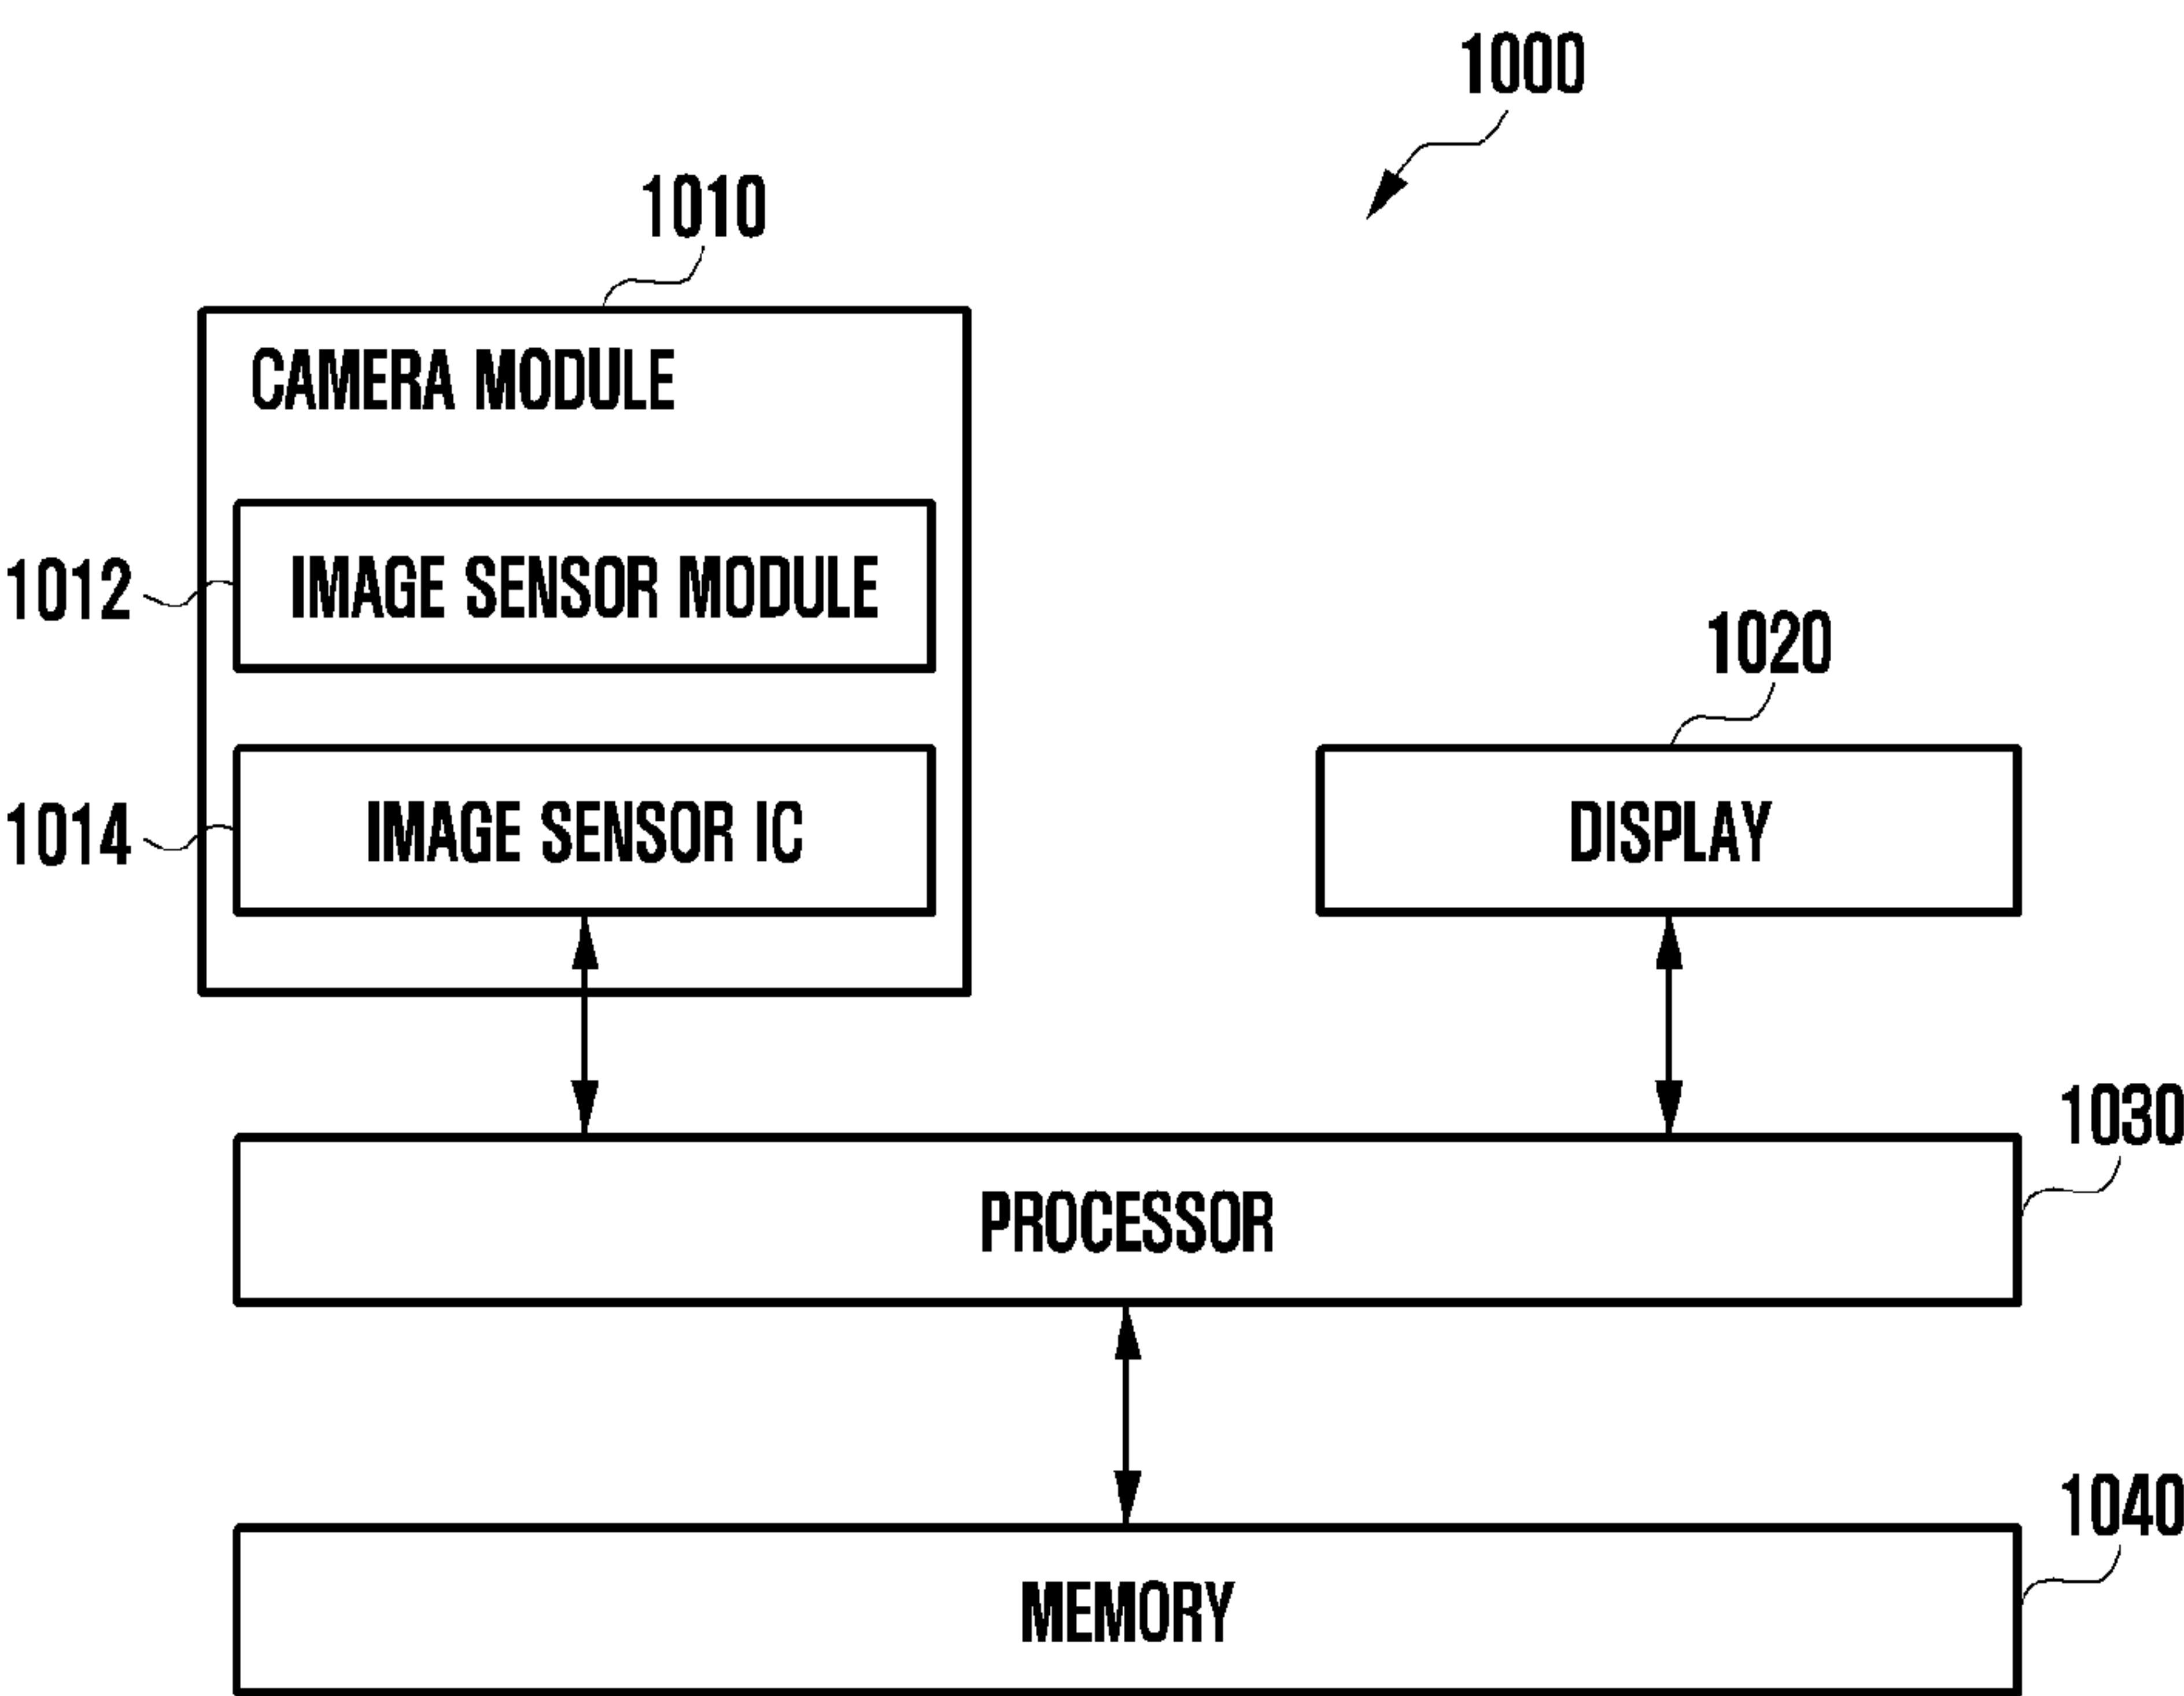 1000
1010
CAMERA MODULE
1012
IMAGE SENSOR MODULE
1020
1014
IMAGE SENSOR IC
DISPLAY
1030
PROCESSOR
1040
MEMORY